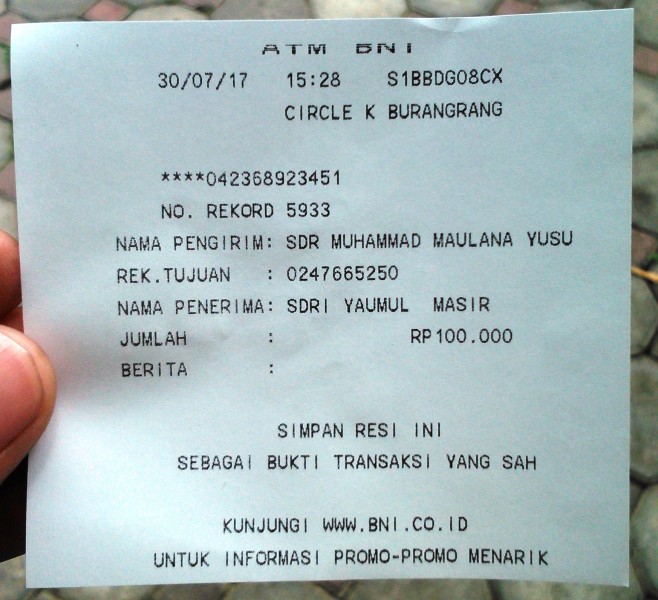 ATM BNI
30/07/17 15:28 S1BBDG08CX
CIRCLE K BURANGRANG
****042368923451
NO. REKORD 5933
NAMA PENGIRIM: SDR MUHAMMAD MAULANA YUSU
REK.TUJUAN : 0247665250
NAMA PENERIMA: SDRI YAUMUL MASIR
JUMLAH : RP100.000
BERITA :
SIMPAN RESI INI
SEBAGAI BUKTI TRANSAKSI YANG SAH
KUNJUNGI WWW.BNI.CO.ID
UNTUK INFORMASI PROMO-PROMO MENARIK